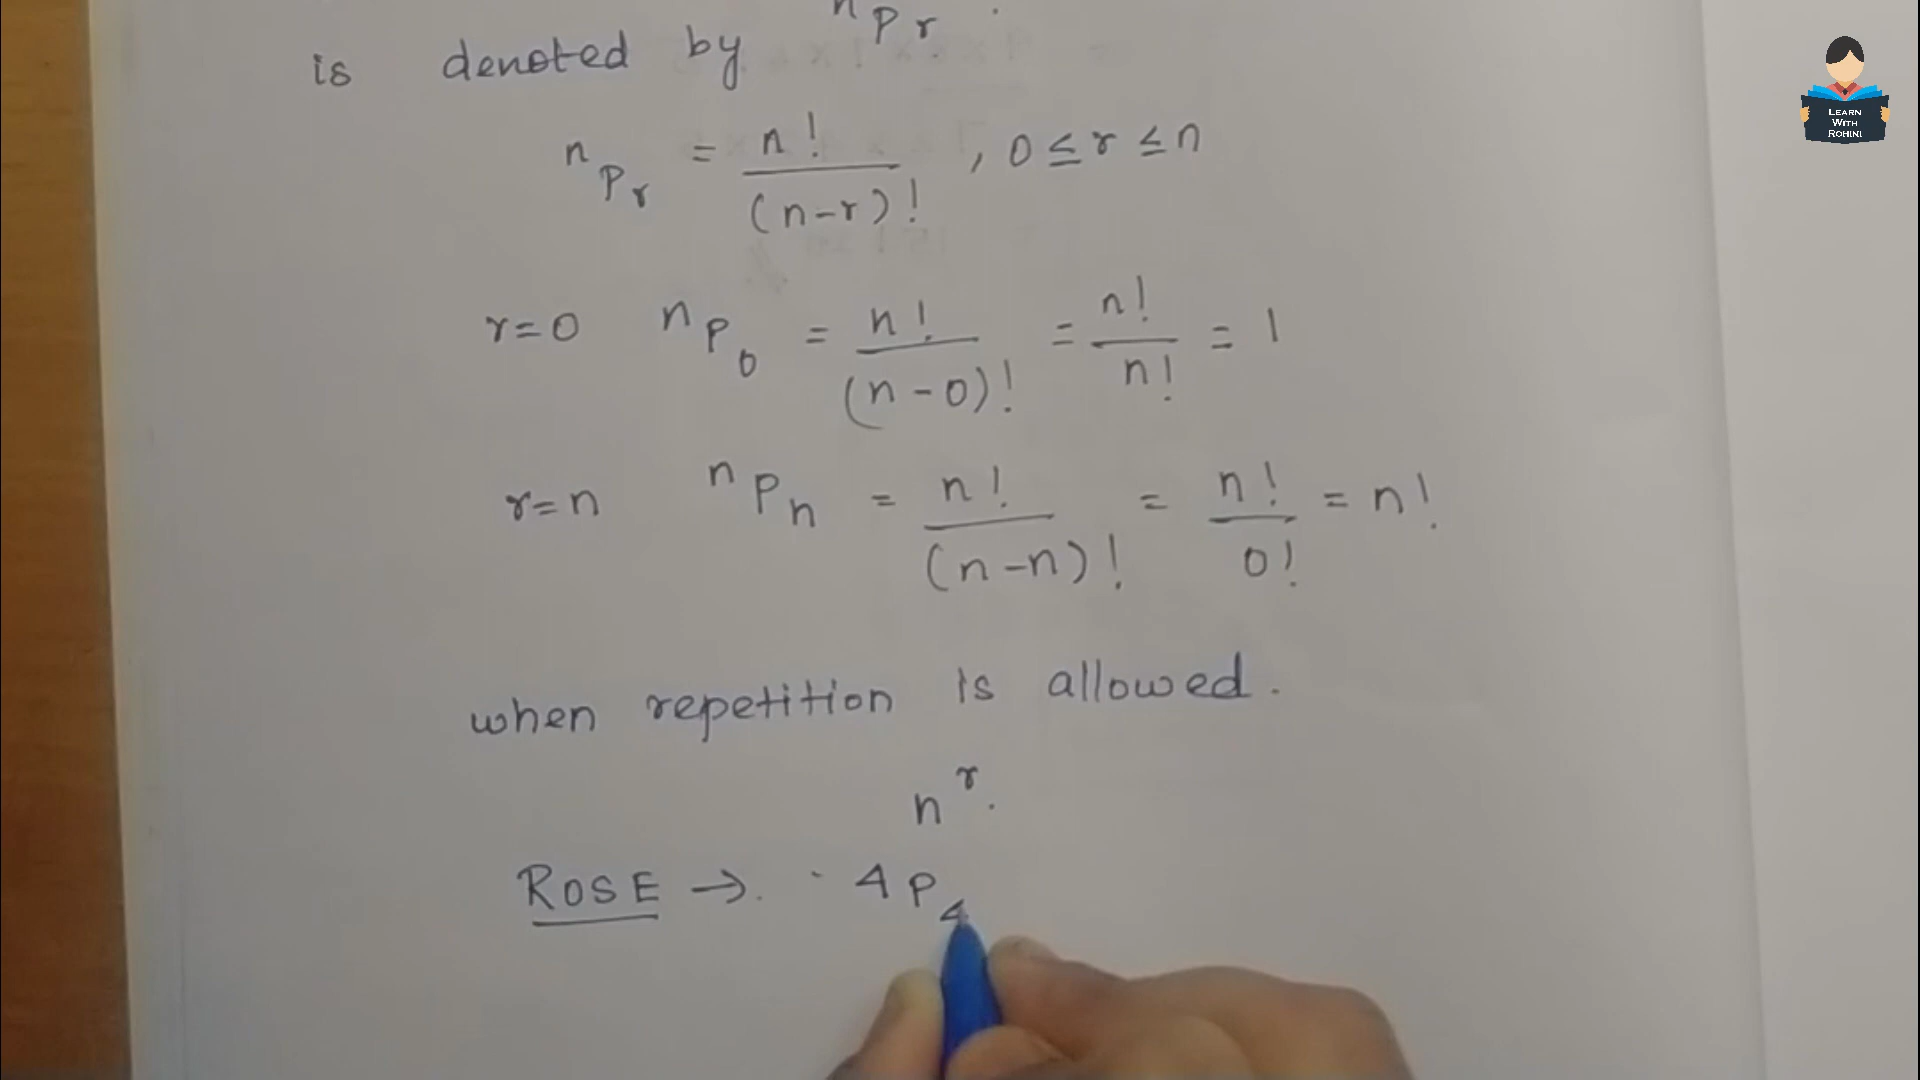 is denoted by nPr
nPr = n! / (n-r)! , 0 ≤ r ≤ n
r=0 nP0 = n! / (n-0)! = n! / n! = 1
r=n nPn = n! / (n-n)! = n! / 0! = n!
when repetition is allowed.
n^r.
ROSE → . 4P4
LEARN
WITH
ROHINI